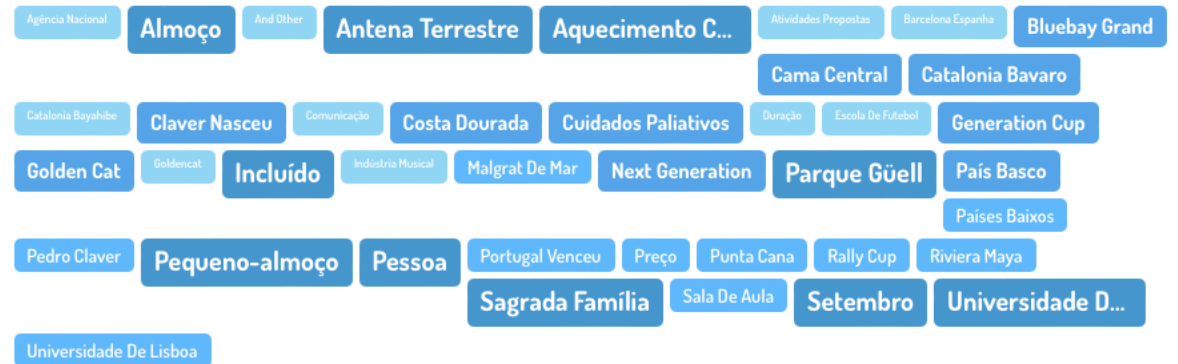 Agência Nacional Almoço And Other Antena Terrestre Aquecimento C... Atividades Propostas Barcelona Espanha Bluebay Grand
Cama Central Catalonia Bavaro
Catalonia Bayahibe Claver Nasceu Comunicação Costa Dourada Cuidados Paliativos Duração Escola De Futebol Generation Cup
Golden Cat Goldencat Incluído Indústria Musical Malgrat De Mar Next Generation Parque Güell País Basco
Países Baixos
Pedro Claver Pequeno-almoço Pessoa Portugal Venceu Preço Punta Cana Rally Cup Riviera Maya
Sagrada Família Sala De Aula Setembro Universidade D...
Universidade De Lisboa